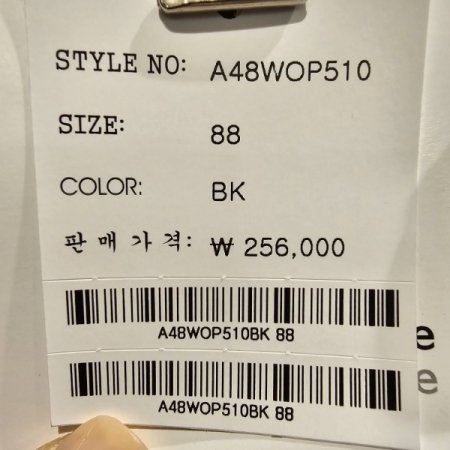 STYLE NO: A48WOP510
SIZE: 88
COLOR: BK
판매가격: ₩ 256,000
A48WOP510BK 88
e
A48WOP510BK 88
e